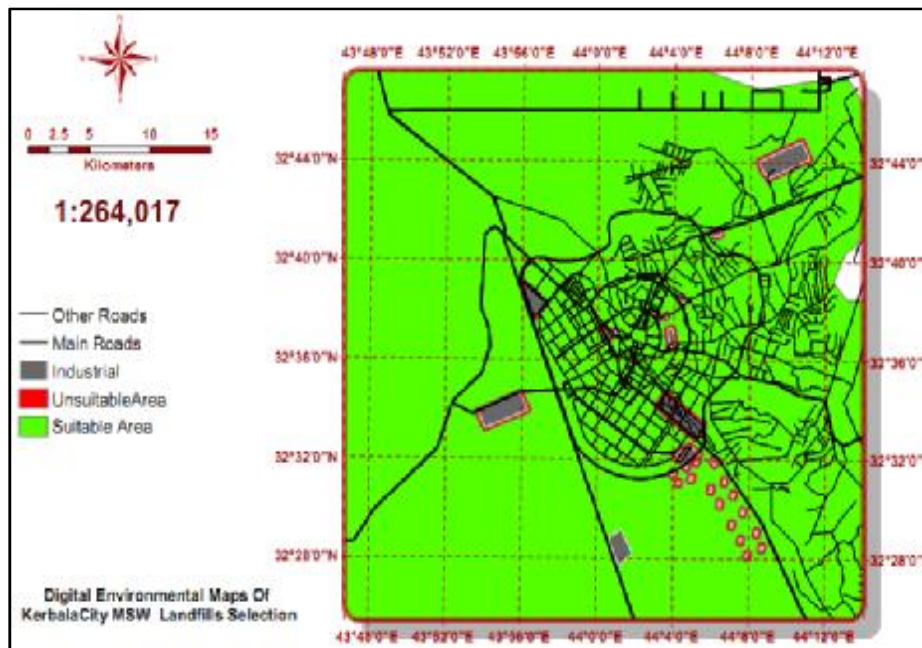 43°48'0"E 43°52'0"E 43°56'0"E 44°0'0"E 44°4'0"E 44°8'0"E 44°12'0"E
0 2.5 5 10 15
Kilometers
1:264,017
32°44'0"N 32°44'0"N
32°40'0"N 32°40'0"N
Other Roads
Main Roads
32°36'0"N 32°36'0"N
Industrial
UnsuitableArea
Suitable Area
32°32'0"N 32°32'0"N
32°28'0"N 32°28'0"N
Digital Environmental Maps Of
KerbalaCity MSW Landfills Selection
43°48'0"E 43°52'0"E 43°56'0"E 44°0'0"E 44°4'0"E 44°8'0"E 44°12'0"E